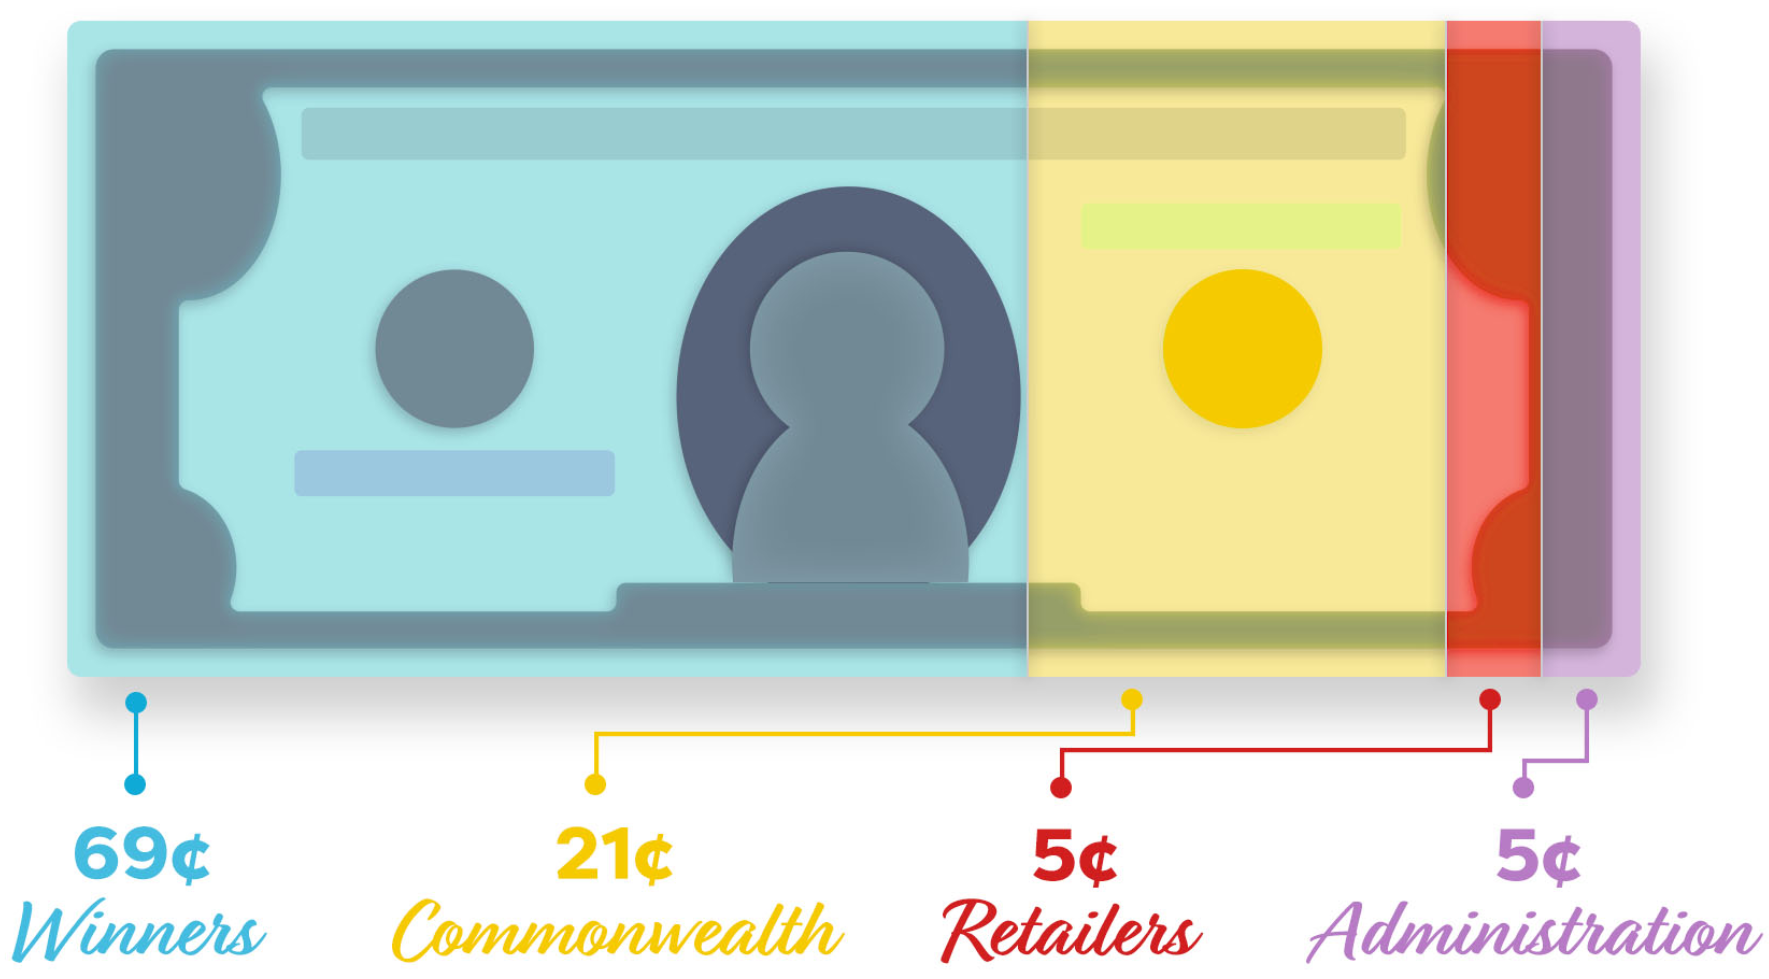 69¢
Winners
21¢
Commonwealth
5¢
Retailers
5¢
Administration